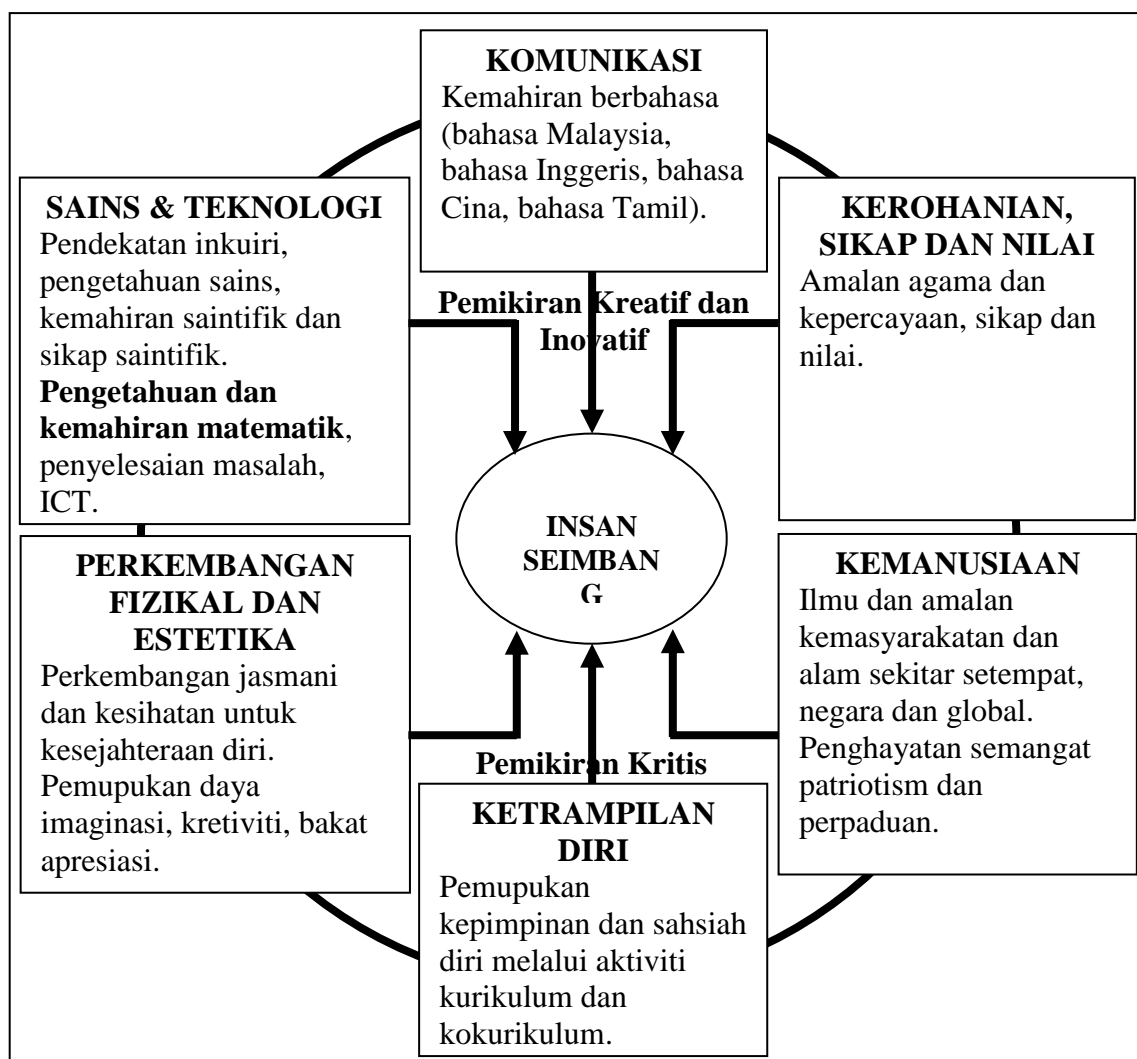 KOMUNIKASI
Kemahiran berbahasa
(bahasa Malaysia,
bahasa Inggeris, bahasa
Cina, bahasa Tamil).
SAINS & TEKNOLOGI
Pendekatan inkuiri,
pengetahuan sains,
kemahiran saintifik dan
sikap saintifik.
Pengetahuan dan
kemahiran matematik,
penyelesaian masalah,
ICT.
KEROHANIAN,
SIKAP DAN NILAI
Amalan agama dan
kepercayaan, sikap dan
nilai.
Pemikiran Kreatif dan
Inovatif
INSAN
SEIMBAN
G
PERKEMBANGAN
FIZIKAL DAN
ESTETIKA
Perkembangan jasmani
dan kesihatan untuk
kesejahteraan diri.
Pemupukan daya
imaginasi, kretiviti, bakat
apresiasi.
KEMANUSIAAN
Ilmu dan amalan
kemasyarakatan dan
alam sekitar setempat,
negara dan global.
Penghayatan semangat
patriotism dan
perpaduan.
Pemikiran Kritis
KETRAMPILAN
DIRI
Pemupukan
kepimpinan dan sahsiah
diri melalui aktiviti
kurikulum dan
kokurikulum.